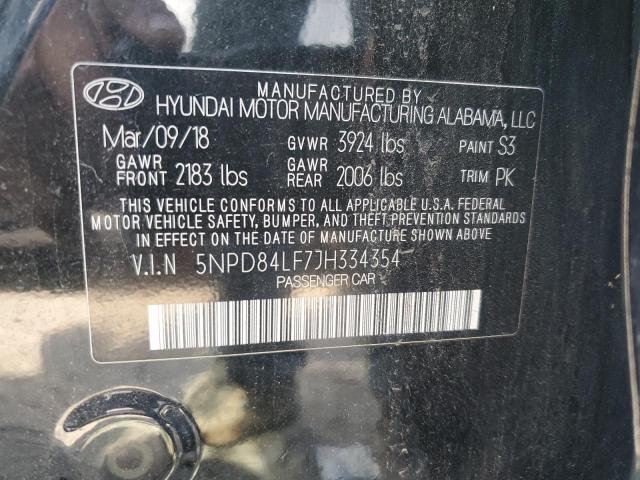 MANUFACTURED BY
HYUNDAI MOTOR MANUFACTURING ALABAMA, LLC
Mar/09/18 GVWR 3924 lbs PAINT S3
GAWR FRONT 2183 lbs GAWR REAR 2006 lbs TRIM PK
THIS VEHICLE CONFORMS TO ALL APPLICABLE U.S.A. FEDERAL
MOTOR VEHICLE SAFETY, BUMPER, AND THEFT PREVENTION STANDARDS
IN EFFECT ON THE DATE OF MANUFACTURE SHOWN ABOVE.
V.I.N 5NPD84LF7JH334354
PASSENGER CAR